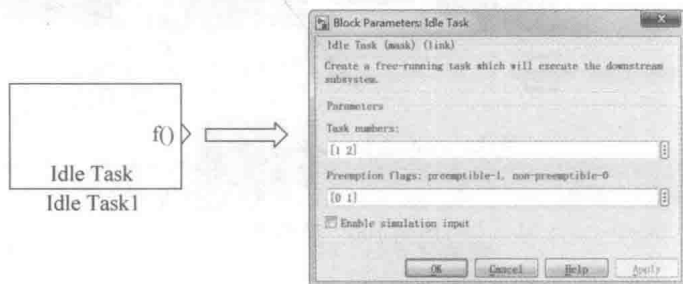 f()
Idle Task
Idle Task1
Block Parameters: Idle Task
Idle Task (mask) (link)
Create a free-running task which will execute the downstream
subsystem.
Parameters
Task numbers:
[1 2]
Preemption flags: preemptible-1, non-preemptible-0
[0 1]
Enable simulation input
OK
Cancel
Help
Apply